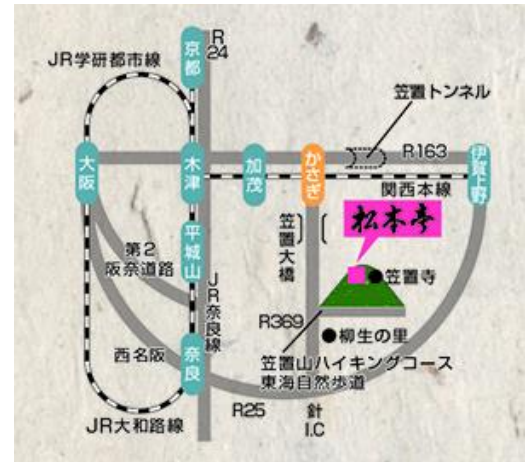 R
24
京都
JR学研都市線
笠置トンネル
R163
大阪
木津
加茂
かさぎ
伊賀上野
関西本線
松本亭
笠置大橋
平城山
第2
阪奈道路
笠置寺
JR奈良線
R369
柳生の里
西名阪
奈良
笠置山ハイキングコース
東海自然歩道
R25
針
I.C
JR大和路線